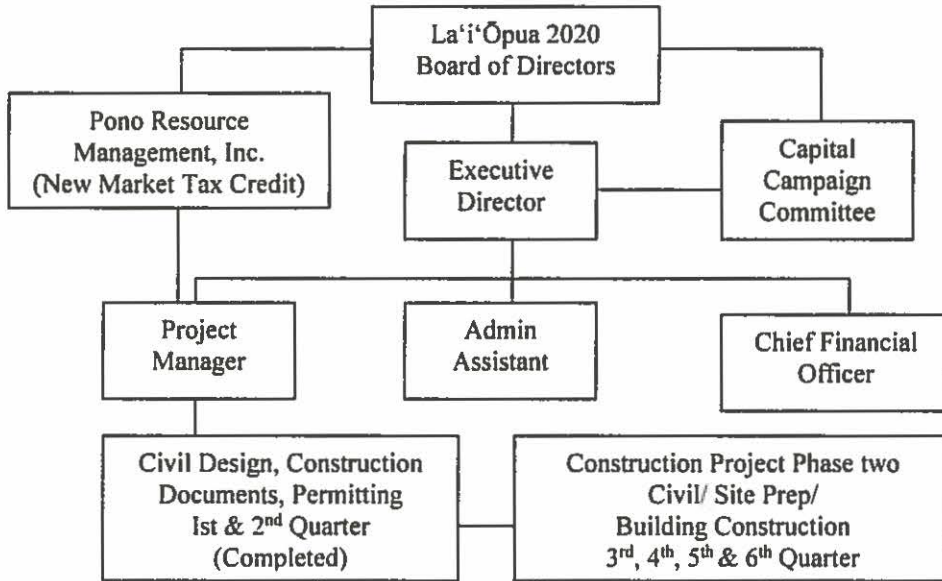 LaʻiʻŌpua 2020
Board of Directors
Pono Resource
Management, Inc.
(New Market Tax Credit)
Executive
Director
Capital
Campaign
Committee
Project
Manager
Admin
Assistant
Chief Financial
Officer
Civil Design, Construction
Documents, Permitting
Ist & 2nd Quarter
(Completed)
Construction Project Phase two
Civil/ Site Prep/
Building Construction
3rd, 4th, 5th & 6th Quarter